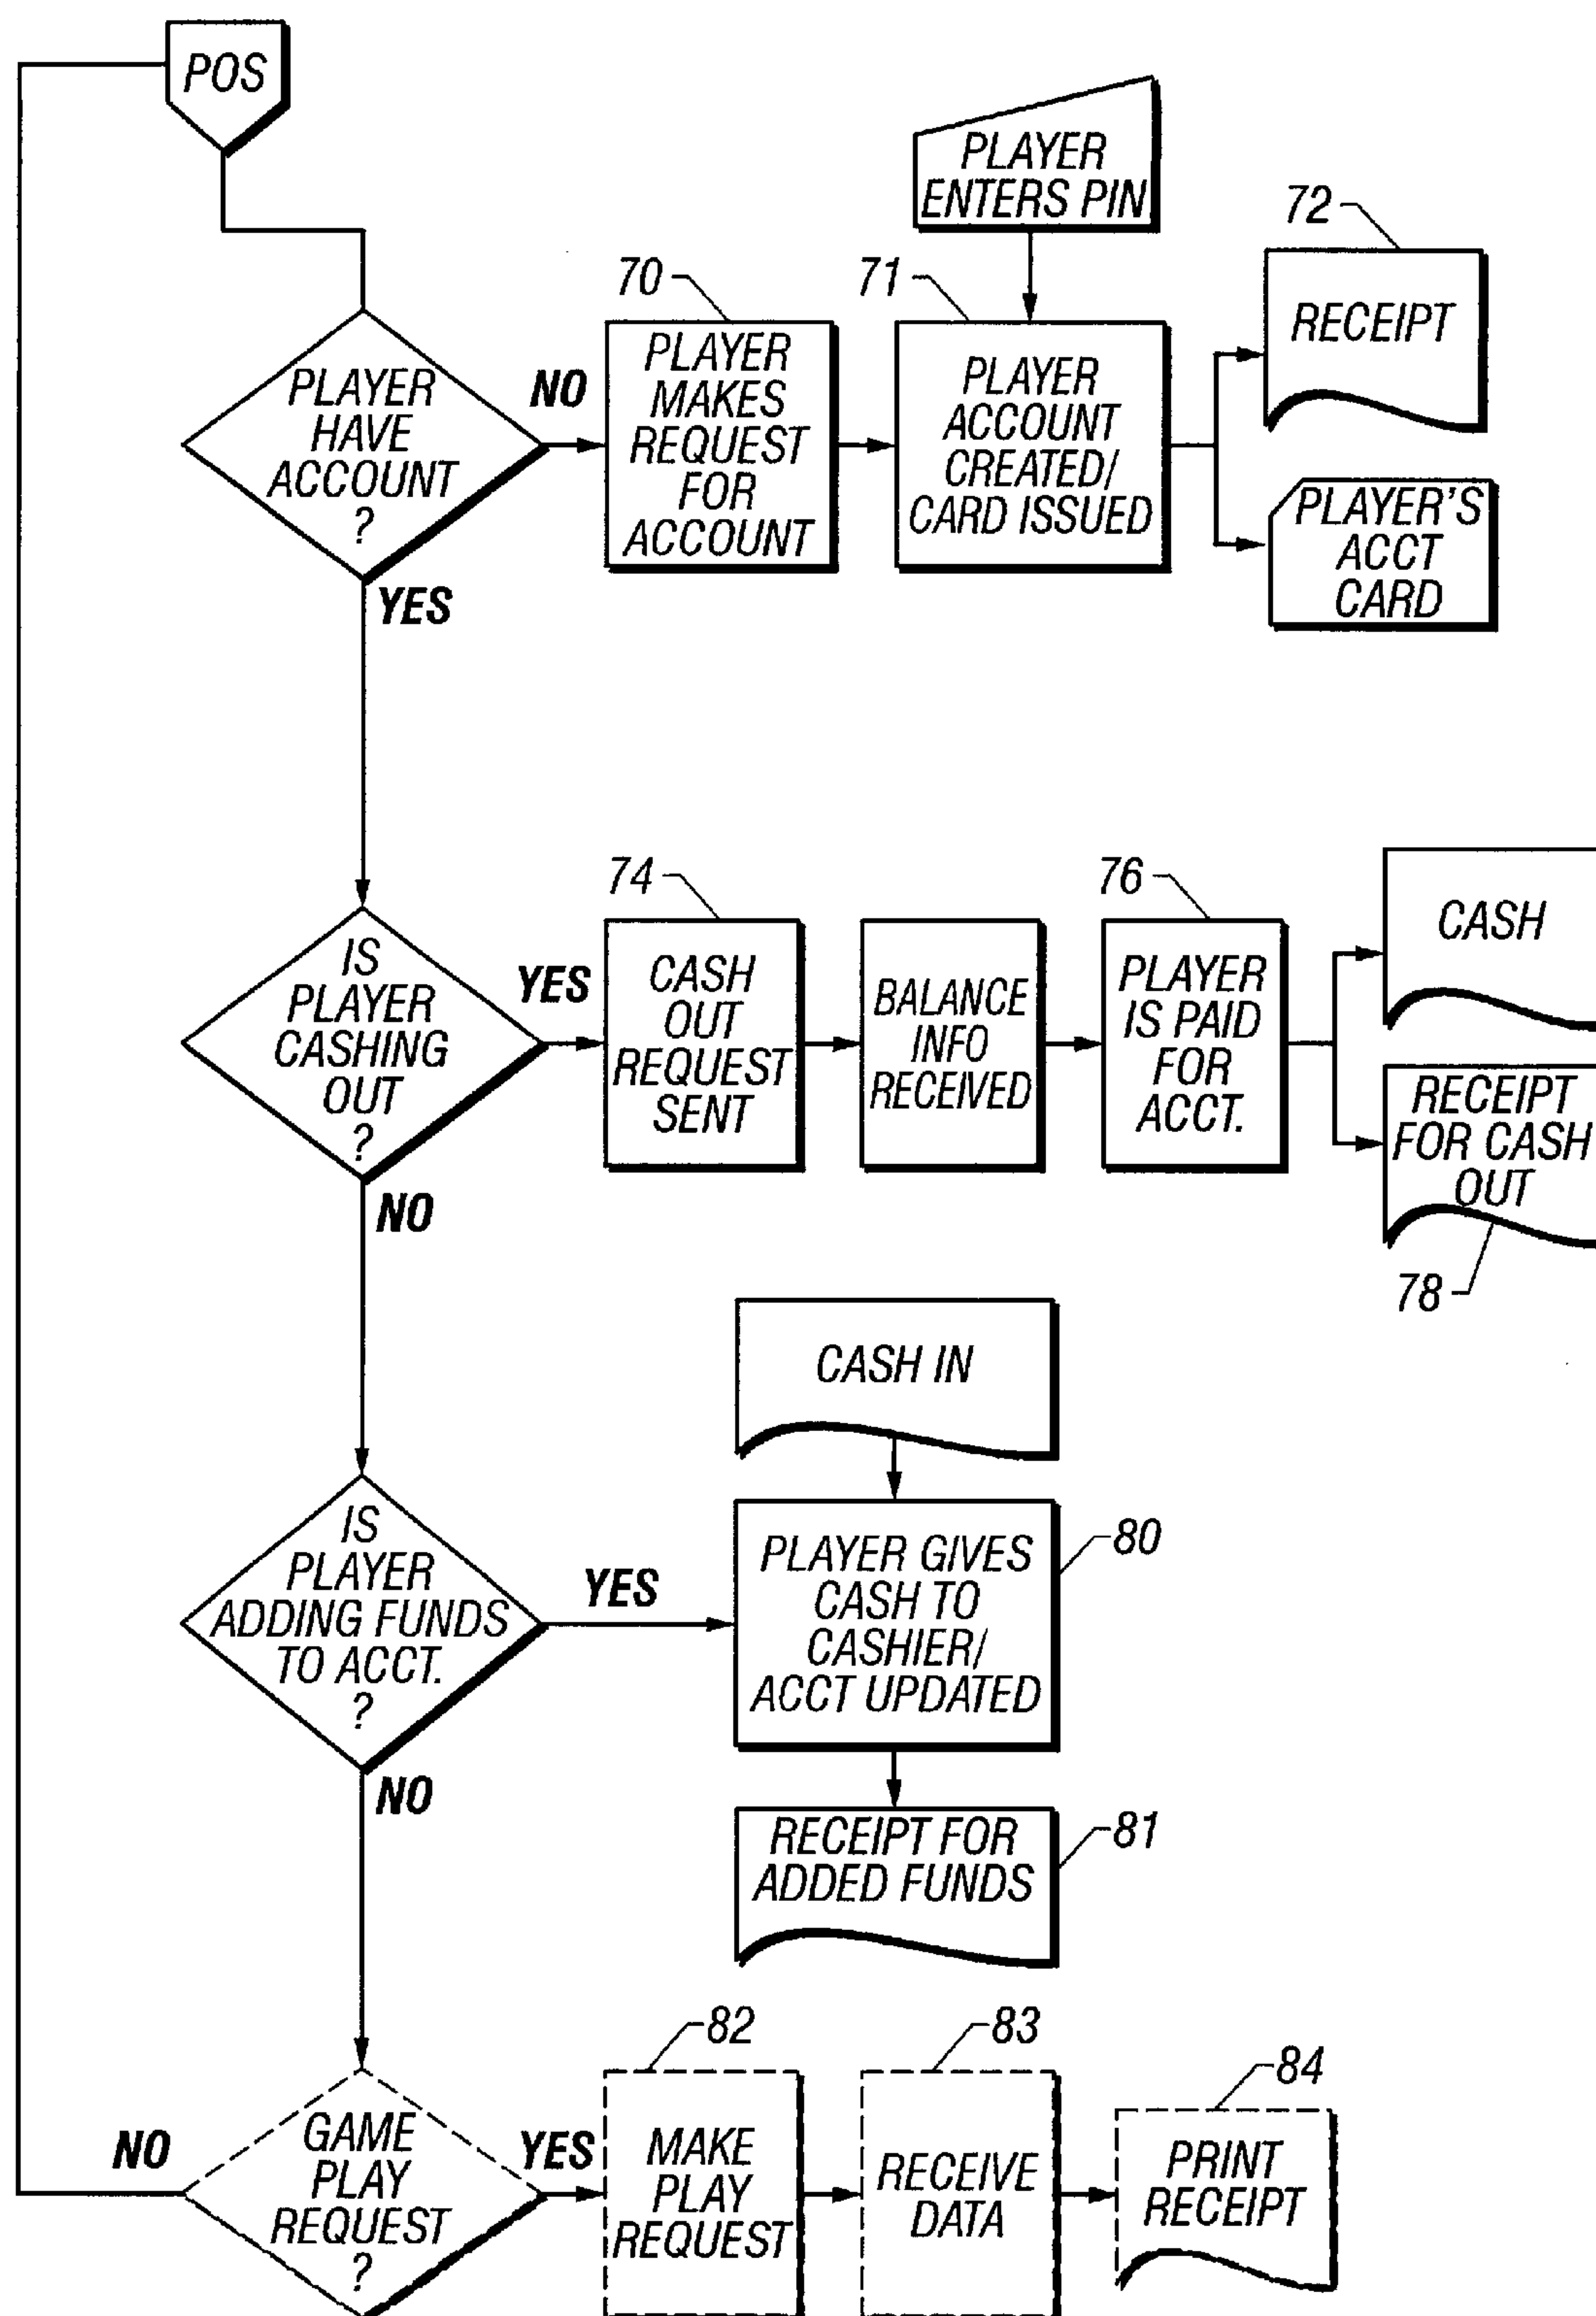 POS
PLAYER
ENTERS PIN
72
70
71
RECEIPT
PLAYER
HAVE
ACCOUNT
?
NO
PLAYER
MAKES
REQUEST
FOR
ACCOUNT
PLAYER
ACCOUNT
CREATED/
CARD ISSUED
PLAYER'S
ACCT
CARD
YES
74
76
CASH
IS
PLAYER
CASHING
OUT
?
YES
CASH
OUT
REQUEST
SENT
BALANCE
INFO
RECEIVED
PLAYER
IS PAID
FOR
ACCT.
RECEIPT
FOR CASH
OUT
78
NO
CASH IN
IS
PLAYER
ADDING FUNDS
TO ACCT.
?
YES
PLAYER GIVES
CASH TO
CASHIER/
ACCT UPDATED
80
NO
RECEIPT FOR
ADDED FUNDS
81
82
83
84
NO
GAME
PLAY
REQUEST
?
YES
MAKE
PLAY
REQUEST
RECEIVE
DATA
PRINT
RECEIPT